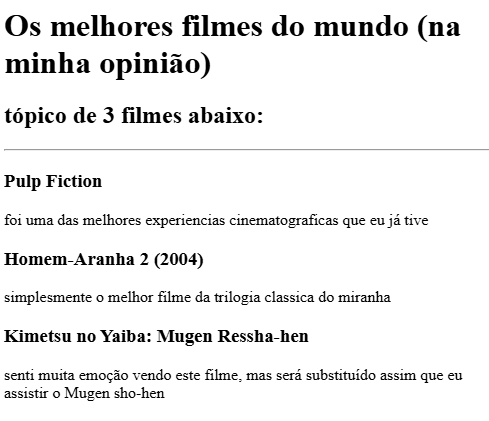 Os melhores filmes do mundo (na
minha opinião)
tópico de 3 filmes abaixo:
Pulp Fiction
foi uma das melhores experiencias cinematograficas que eu já tive
Homem-Aranha 2 (2004)
simplesmente o melhor filme da trilogia classica do miranha
Kimetsu no Yaiba: Mugen Ressha-hen
senti muita emoção vendo este filme, mas será substituído assim que eu
assistir o Mugen sho-hen